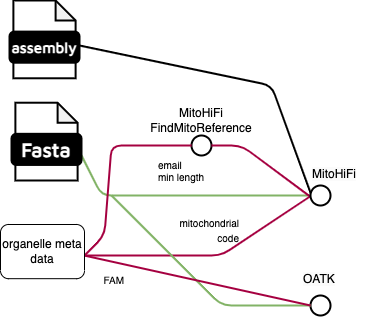 assembly
MitoHiFi
FindMitoReference
Fasta
email
min length
MitoHiFi
mitochondrial
code
organelle meta
data
FAM
OATK